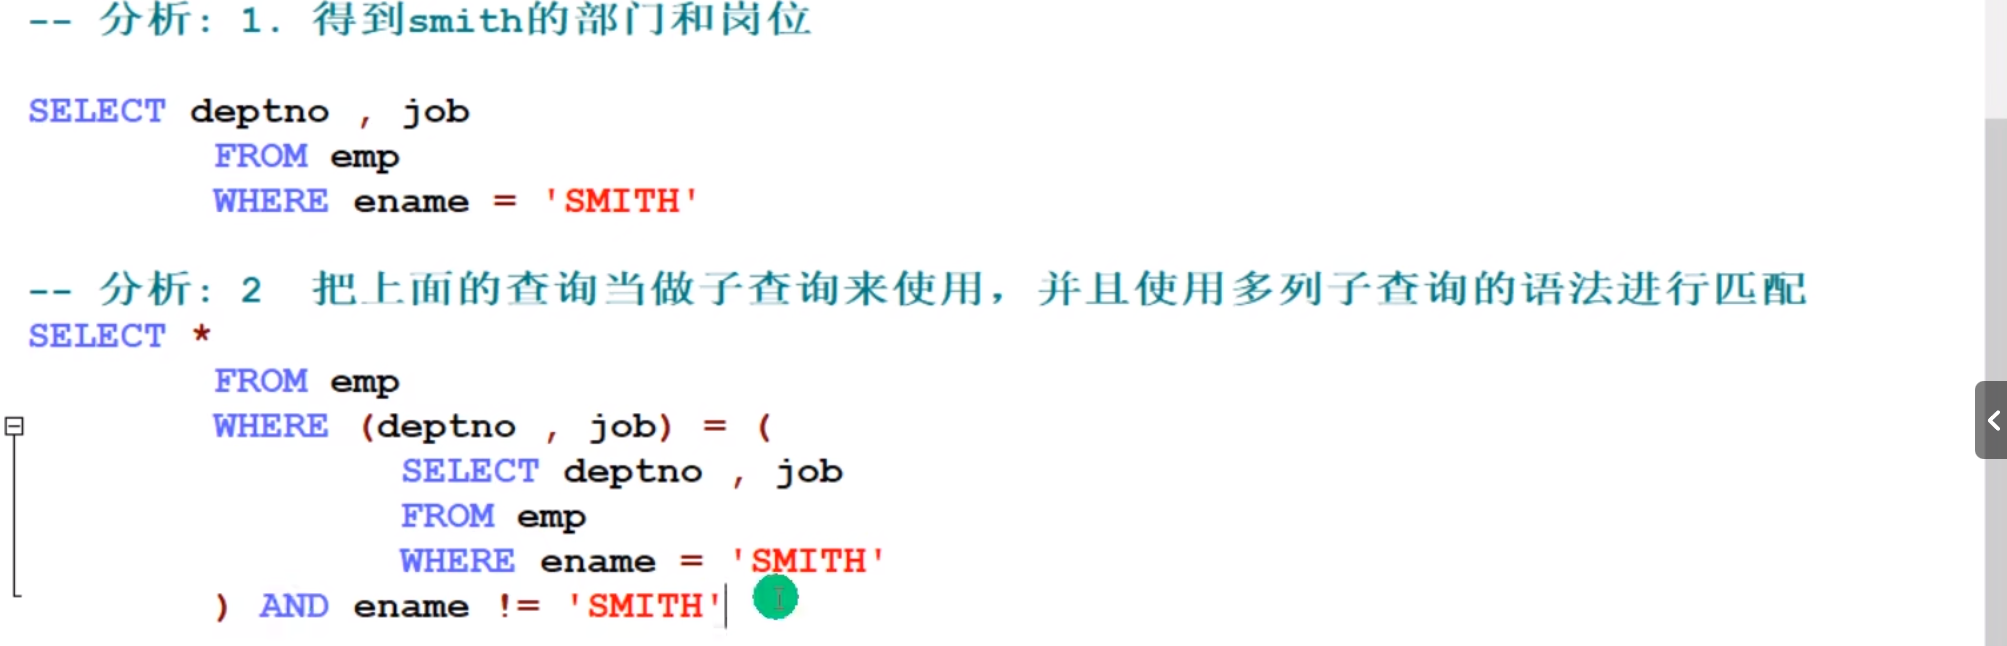 -- 分析: 1. 得到smith的部门和岗位
SELECT deptno , job
FROM emp
WHERE ename = 'SMITH'
-- 分析: 2 把上面的查询当做子查询来使用，并且使用多列子查询的语法进行匹配
SELECT *
FROM emp
WHERE (deptno , job) = (
SELECT deptno , job
FROM emp
WHERE ename = 'SMITH'
) AND ename != 'SMITH'